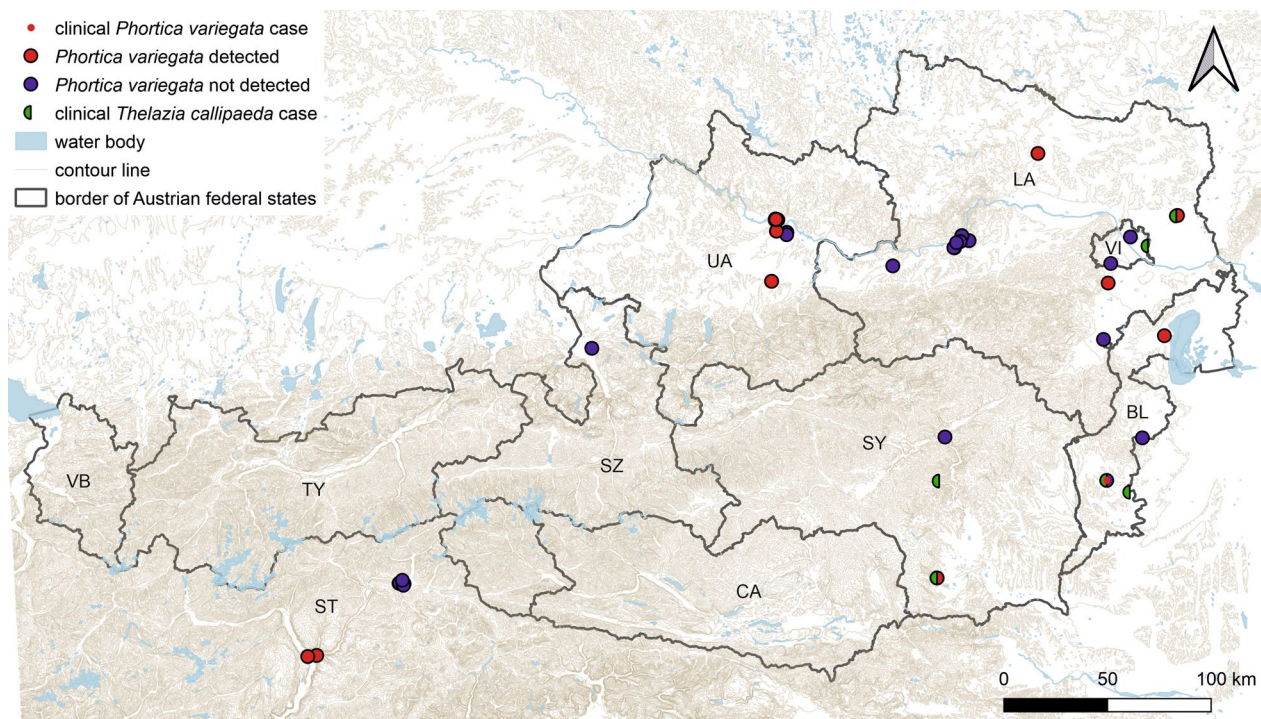 clinical Phortica variegata case
Phortica variegata detected
Phortica variegata not detected
clinical Thelazia callipaeda case
water body
contour line
border of Austrian federal states
LA
VI
UA
BL
SY
SZ
VB
TY
CA
ST
0 50 100 km